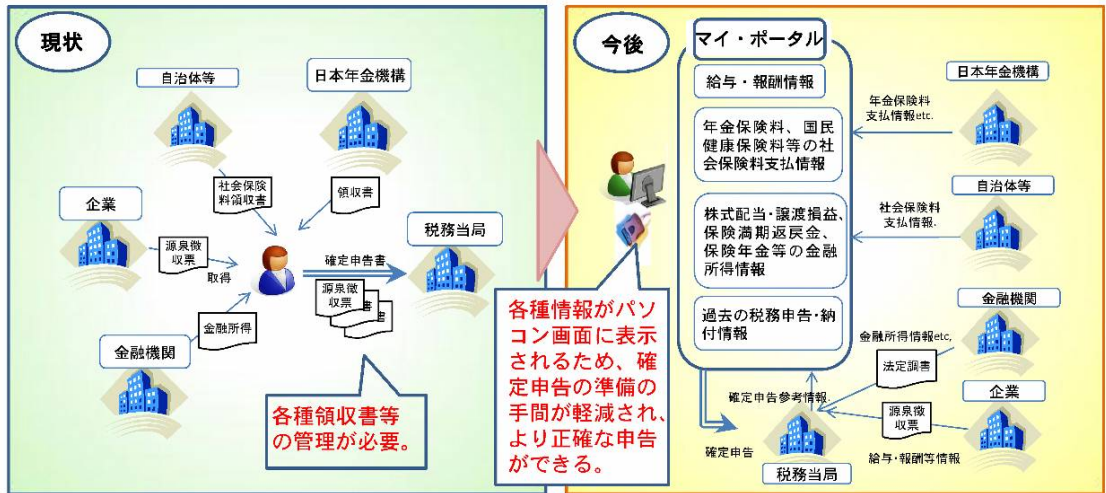 現状
自治体等
日本年金機構
社会保険
料領収書
領収書
企業
源泉徴
収票
取得
税務当局
確定申告書
源泉徴
収票
書
書
金融所得
金融機関
各種領収書等
の管理が必要。
今後
マイ・ポータル
給与・報酬情報
年金保険料、国民
健康保険料等の社
会保険料支払情報
株式配当・譲渡損益、
保険満期返戻金、
保険年金等の金融
所得情報
過去の税務申告・納
付情報
各種情報がパソ
コン画面に表示
されるため、確
定申告の準備の
手間が軽減され、
より正確な申告
ができる。
日本年金機構
年金保険料
支払情報etc.
自治体等
社会保険料
支払情報.
金融機関
金融所得情報etc,
法定調書
企業
源泉徴
収票
給与・報酬等情報
確定申告参考情報.
確定申告
税務当局